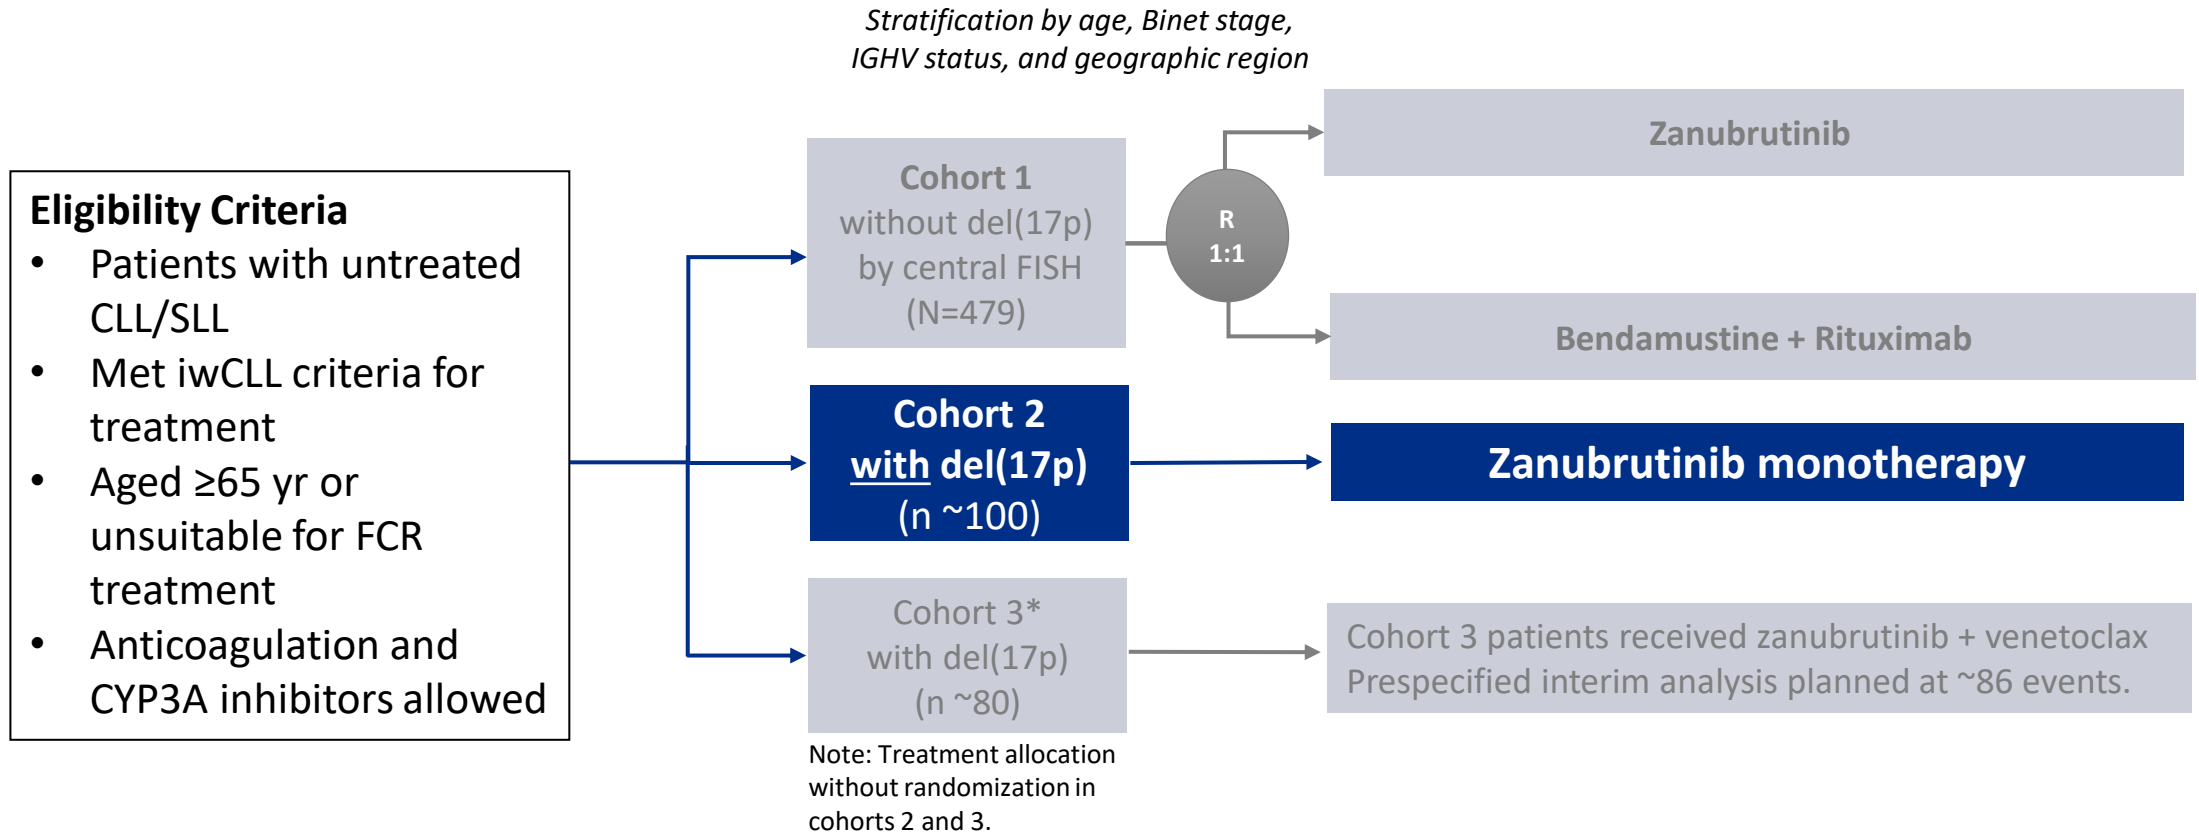 Stratification by age, Binet stage,
IGHV status, and geographic region
Eligibility Criteria
• Patients with untreated
CLL/SLL
• Met iwCLL criteria for
treatment
• Aged ≥65 yr or
unsuitable for FCR
treatment
• Anticoagulation and
CYP3A inhibitors allowed
Cohort 1
without del(17p)
by central FISH
(N=479)
R
1:1
Zanubrutinib
Bendamustine + Rituximab
Cohort 2
with del(17p)
(n ~100)
Zanubrutinib monotherapy
Cohort 3*
with del(17p)
(n ~80)
Cohort 3 patients received zanubrutinib + venetoclax
Prespecified interim analysis planned at ~86 events.
Note: Treatment allocation
without randomization in
cohorts 2 and 3.